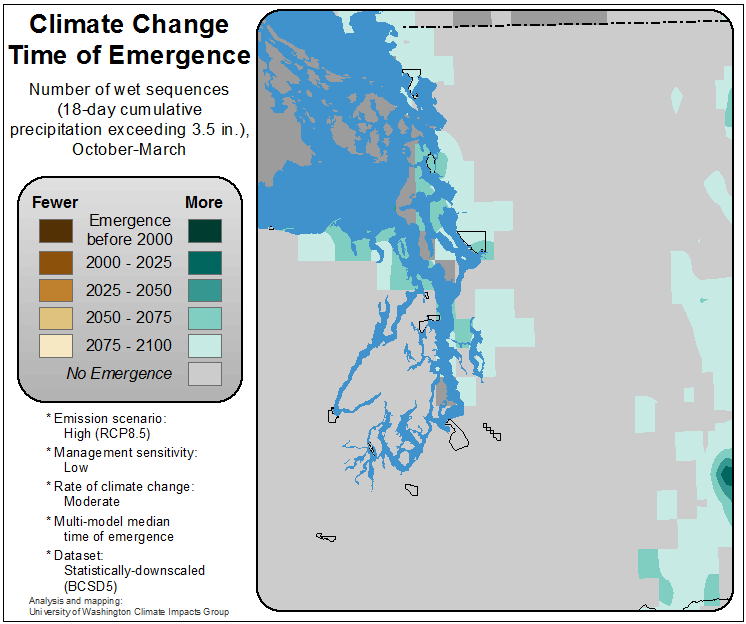 Climate Change
Time of Emergence
Number of wet sequences
(18-day cumulative
precipitation exceeding 3.5 in.),
October-March
Fewer More
Emergence
before 2000
2000 - 2025
2025 - 2050
2050 - 2075
2075 - 2100
No Emergence
* Emission scenario:
High (RCP8.5)
* Management sensitivity:
Low
* Rate of climate change:
Moderate
* Multi-model median
time of emergence
* Dataset:
Statistically-downscaled
(BCSD5)
Analysis and mapping:
University of Washington Climate Impacts Group